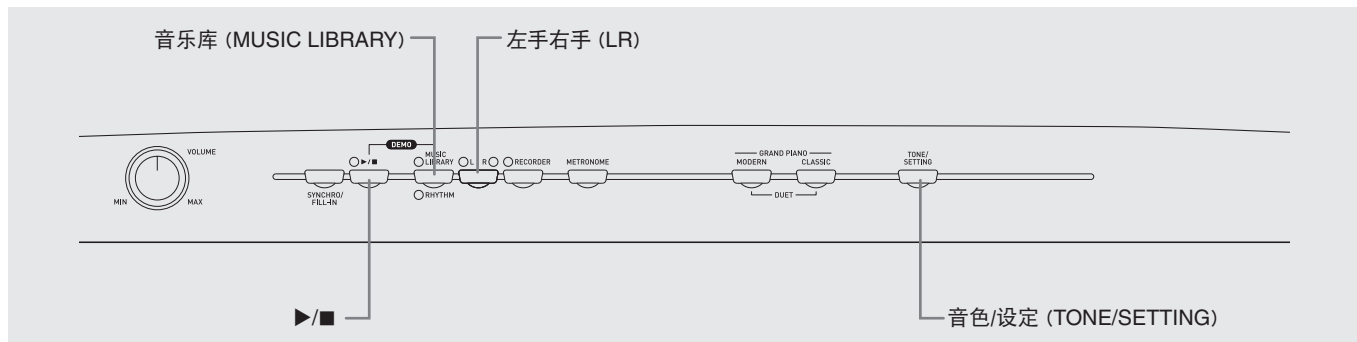 音乐库 (MUSIC LIBRARY)
左手右手 (LR)
VOLUME
MIN
MAX
DEMO
▶/■
MUSIC
LIBRARY
L R
RECORDER
METRONOME
GRAND PIANO
MODERN
CLASSIC
TONE/
SETTING
SYNCHRO/
FILL-IN
RHYTHM
DUET
▶/■
音色/设定 (TONE/SETTING)